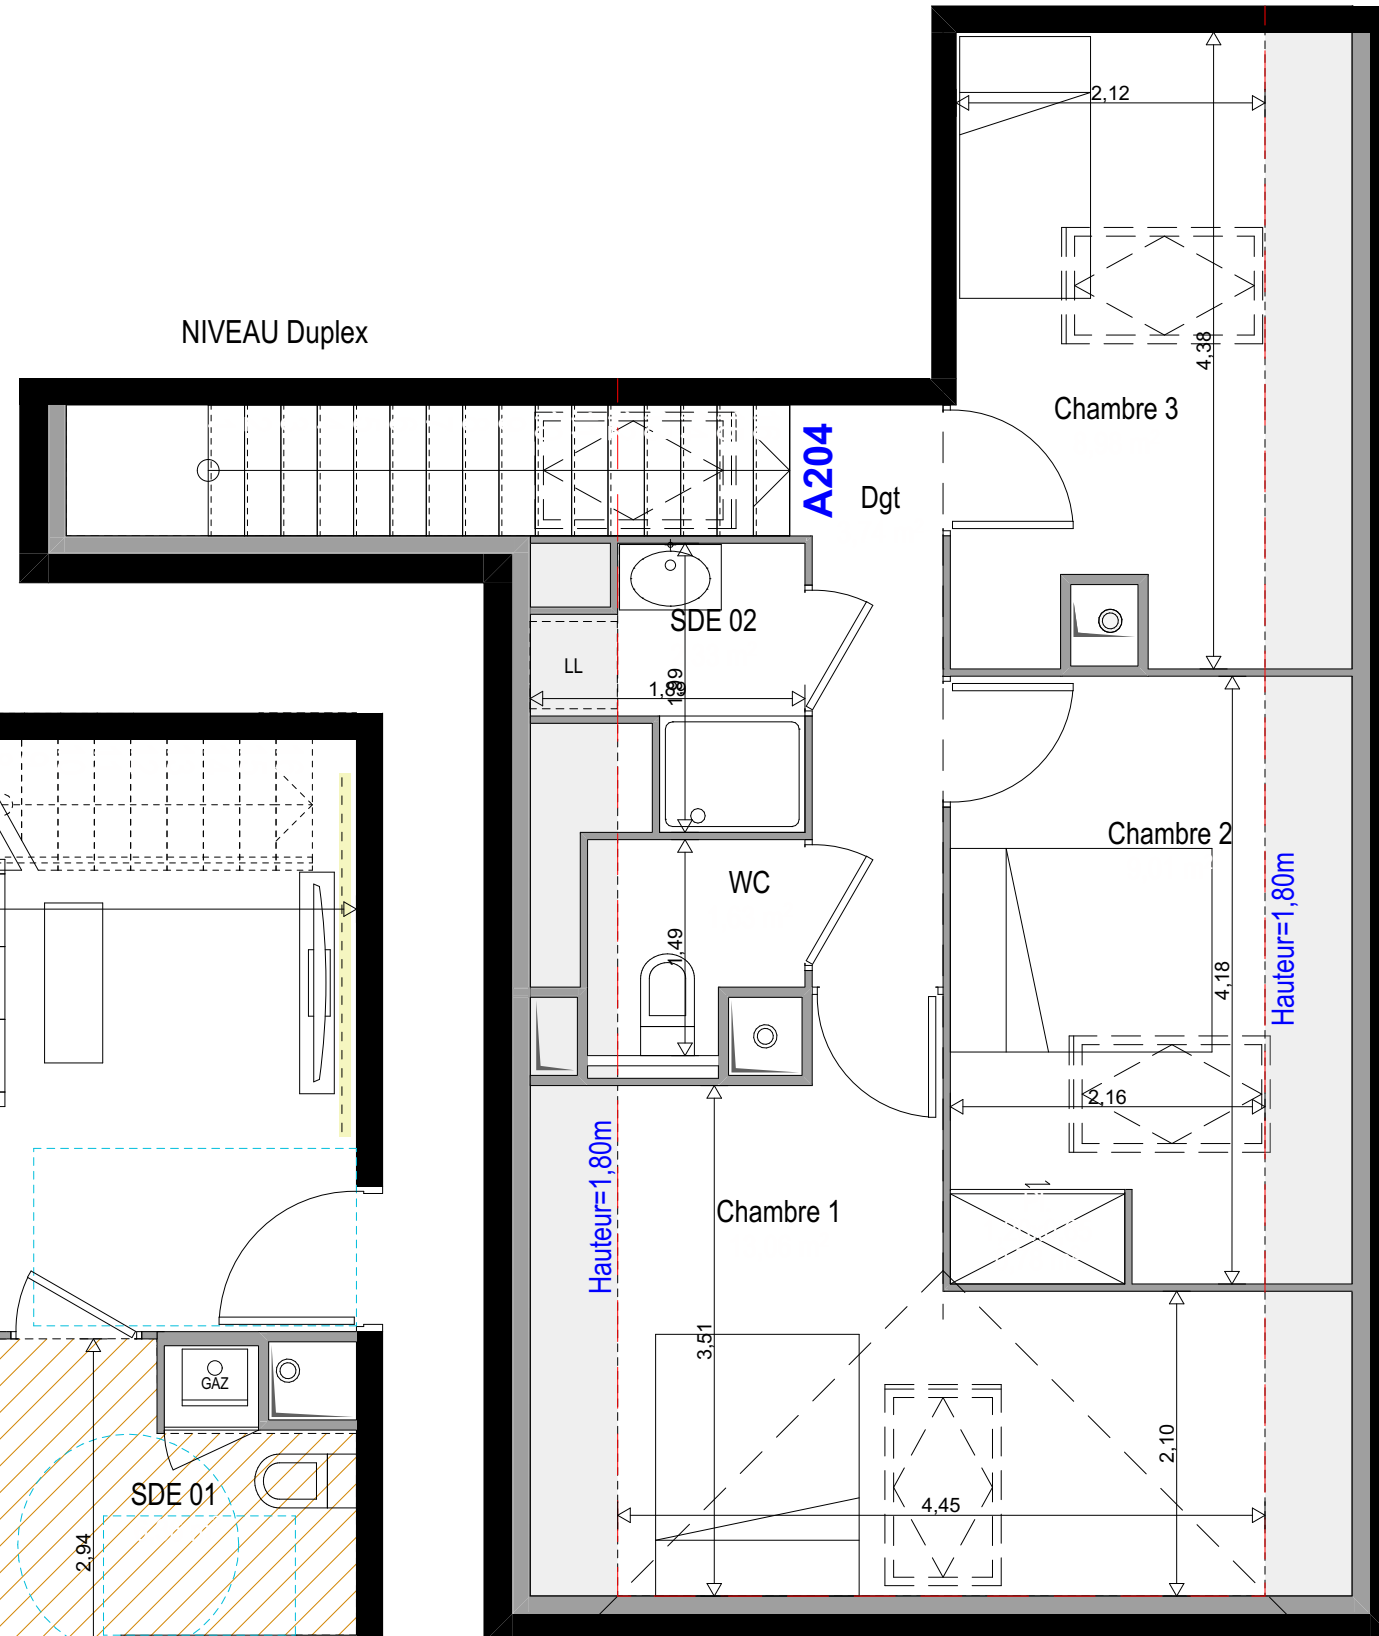 2,12
4,38
NIVEAU Duplex
Chambre 3
A204
Dgt
SDE 02
LL
1,89
1,99
Chambre 2
WC
Hauteur=1,80m
1,49
4,18
2,16
Hauteur=1,80m
Chambre 1
3,51
GAZ
2,10
SDE 01
4,45
2,94